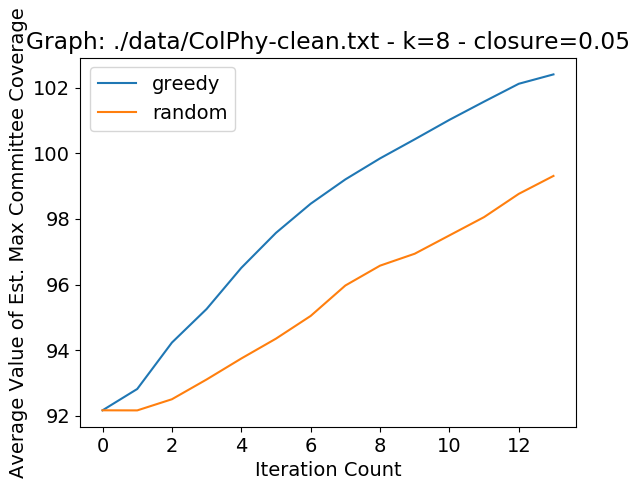 Graph: ./data/ColPhy-clean.txt - k=8 - closure=0.05
greedy
random
Average Value of Est. Max Committee Coverage
102
100
98
96
94
92
0 2 4 6 8 10 12
Iteration Count